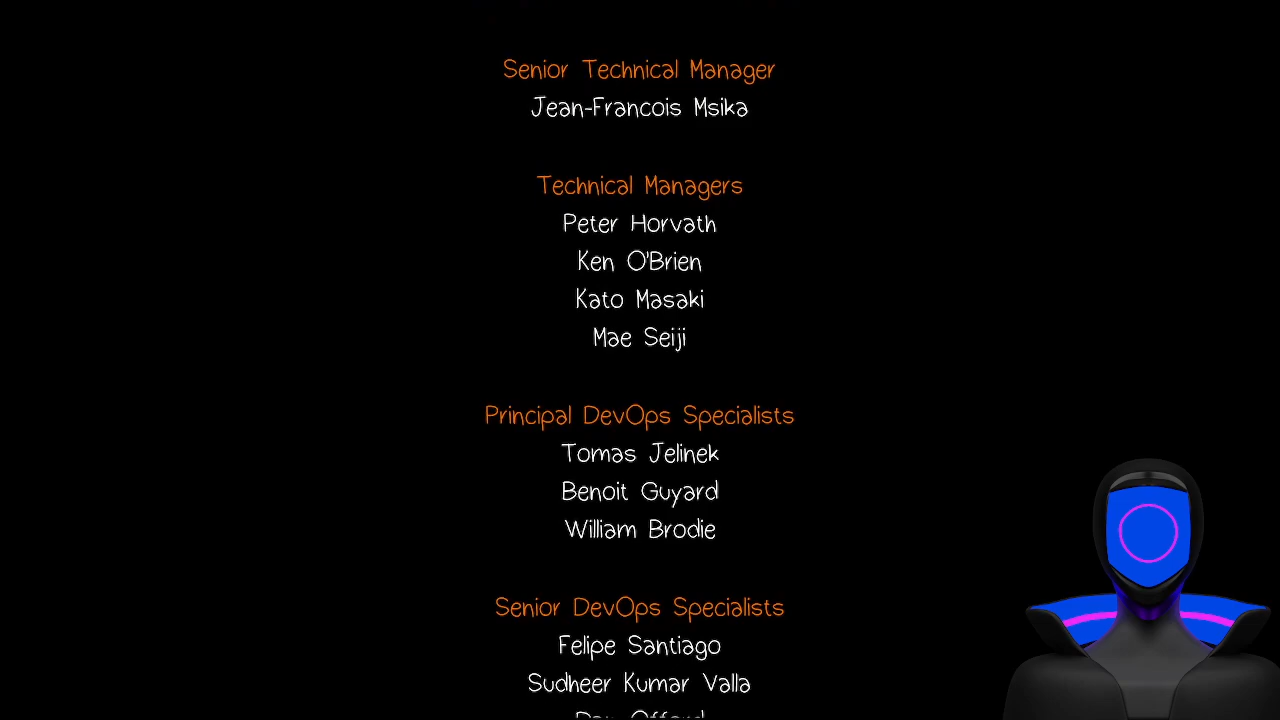 Senior Technical Manager
Jean-Francois Msika
Technical Managers
Peter Horvath
Ken O'Brien
Kato Masaki
Mae Seiji
Principal DevOps Specialists
Tomas Jelinek
Benoit Guyard
William Brodie
Senior DevOps Specialists
Felipe Santiago
Sudheer Kumar Valla